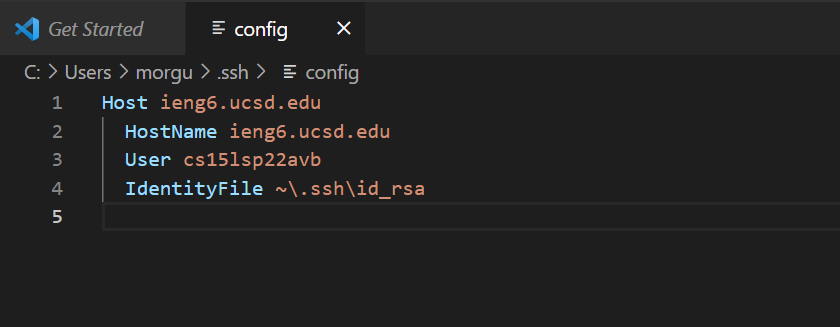 Get Started config
C: > Users > morgu > .ssh > config
1 Host ieng6.ucsd.edu
2 HostName ieng6.ucsd.edu
3 User cs15lsp22avb
4 IdentityFile ~\.ssh\id_rsa
5